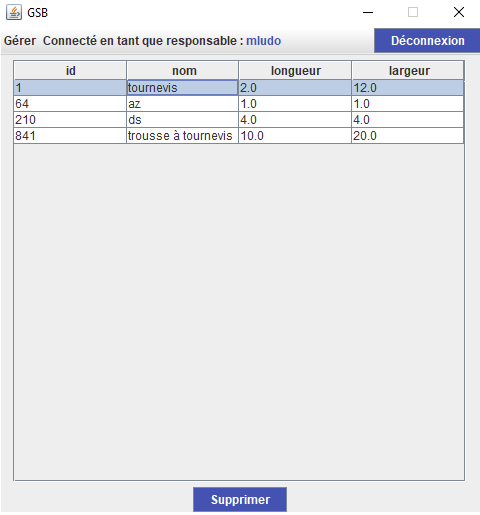 GSB
Gérer Connecté en tant que responsable : mludo Déconnexion
id nom longueur largeur
1 tournevis 2.0 12.0
64 az 1.0 1.0
210 ds 4.0 4.0
841 trousse à tournevis 10.0 20.0
Supprimer